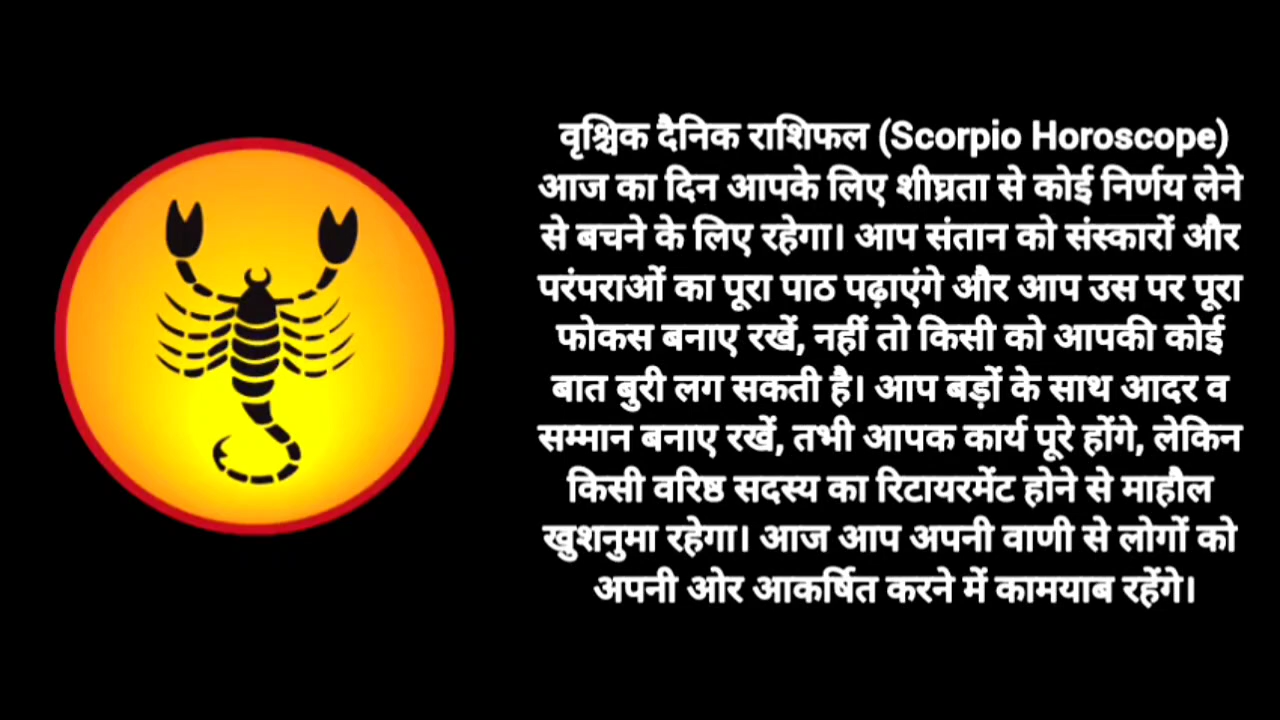 वृश्चिक दैनिक राशिफल (Scorpio Horoscope)
आज का दिन आपके लिए शीघ्रता से कोई निर्णय लेने
से बचने के लिए रहेगा। आप संतान को संस्कारों और
परंपराओं का पूरा पाठ पढ़ाएंगे और आप उस पर पूरा
फोकस बनाए रखें, नहीं तो किसी को आपकी कोई
बात बुरी लग सकती है। आप बड़ों के साथ आदर व
सम्मान बनाए रखें, तभी आपक कार्य पूरे होंगे, लेकिन
किसी वरिष्ठ सदस्य का रिटायरमेंट होने से माहौल
खुशनुमा रहेगा। आज आप अपनी वाणी से लोगों को
अपनी ओर आकर्षित करने में कामयाब रहेंगे।